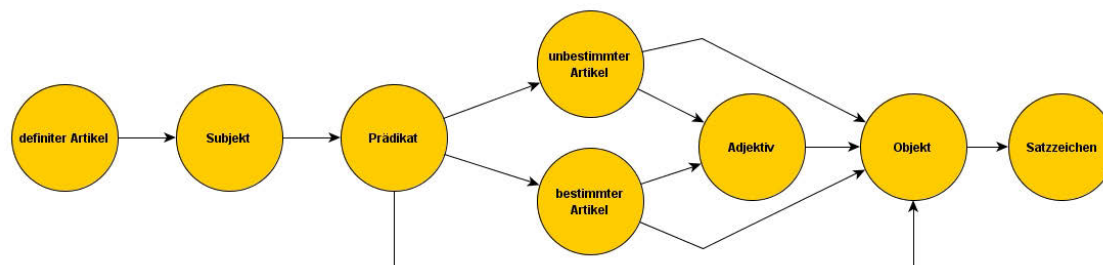 definiter Artikel
Subjekt
Prädikat
unbestimmter
Artikel
bestimmter
Artikel
Adjektiv
Objekt
Satzzeichen